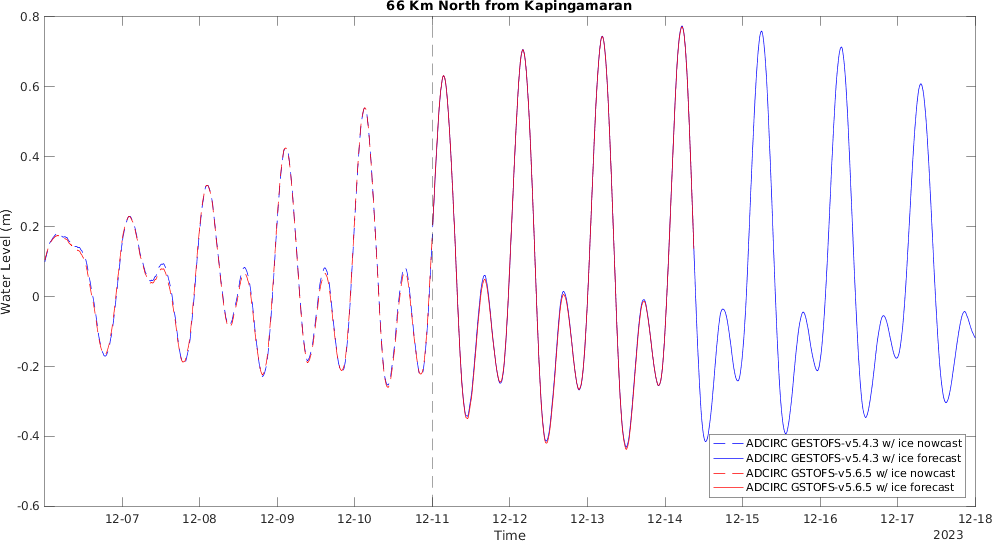 66 Km North from Kapingamaran
Water Level (m)
0.8
0.6
0.4
0.2
0
-0.2
-0.4
-0.6
ADCIRC GESTOFS-v5.4.3 w/ ice nowcast
ADCIRC GESTOFS-v5.4.3 w/ ice forecast
ADCIRC GSTOFS-v5.6.5 w/ ice nowcast
ADCIRC GSTOFS-v5.6.5 w/ ice forecast
12-07 12-08 12-09 12-10 12-11 12-12 12-13 12-14 12-15 12-16 12-17 12-18
Time
2023